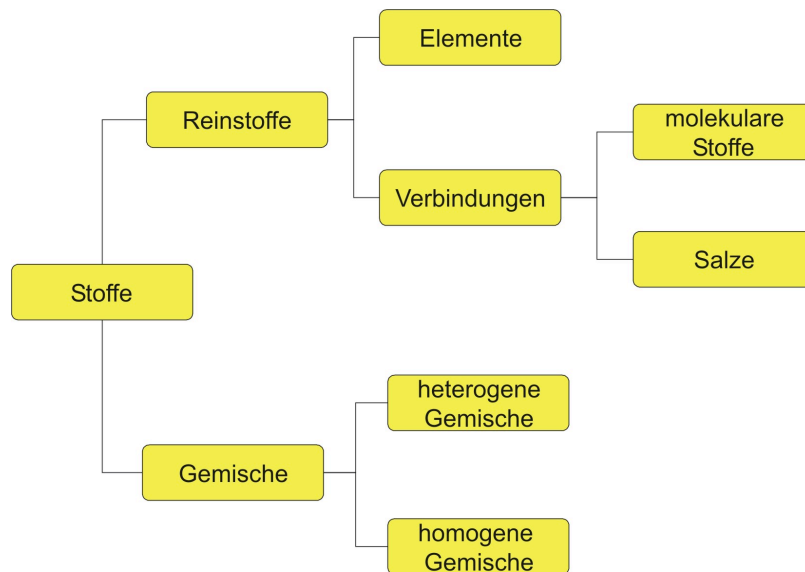 Elemente
Reinstoffe
molekulare
Stoffe
Verbindungen
Salze
Stoffe
heterogene
Gemische
Gemische
homogene
Gemische